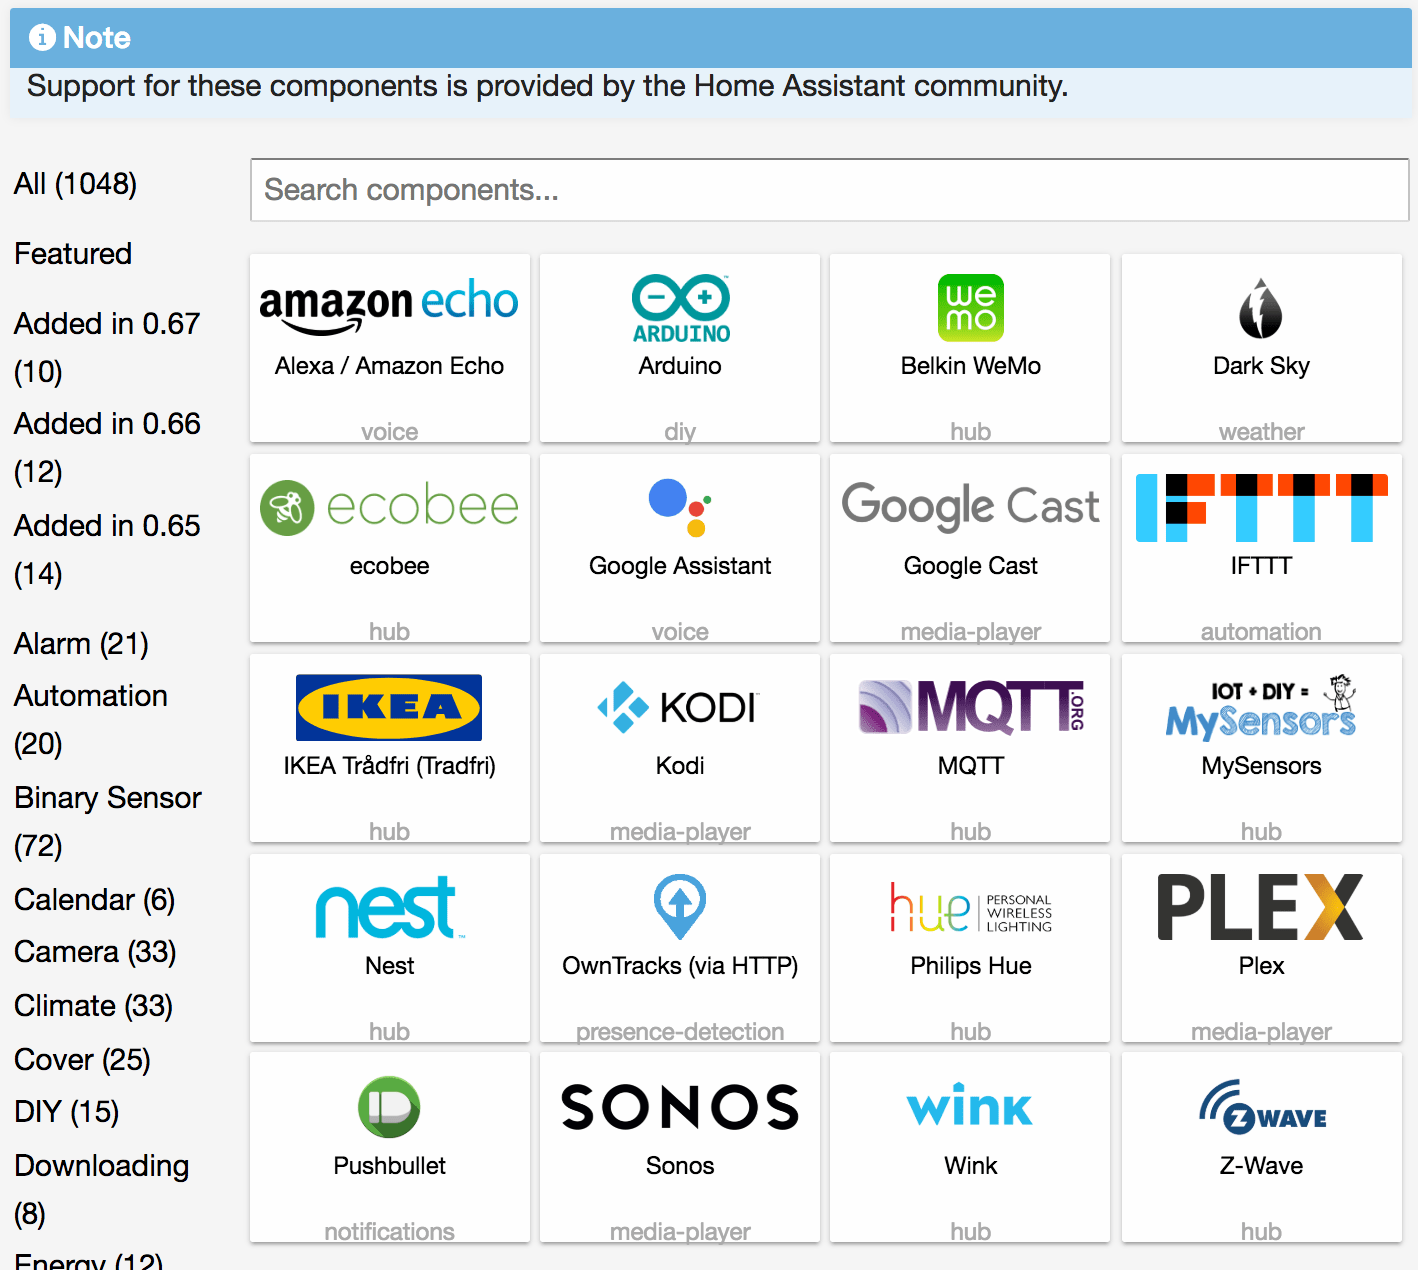 Note
Support for these components is provided by the Home Assistant community.
All (1048)
Featured
Added in 0.67
(10)
Added in 0.66
(12)
Added in 0.65
(14)
Alarm (21)
Automation
(20)
Binary Sensor
(72)
Calendar (6)
Camera (33)
Climate (33)
Cover (25)
DIY (15)
Downloading
(8)
Energy (12)
Search components...
amazon echo
Alexa / Amazon Echo
voice
ARDUINO
Arduino
diy
we
mo
Belkin WeMo
hub
Dark Sky
weather
ecobee
ecobee
hub
Google Assistant
voice
Google Cast
Google Cast
media-player
IFTTT
IFTTT
automation
IKEA
IKEA Trådfri (Tradfri)
hub
KODI
Kodi
media-player
MQTT.ORG
MQTT
hub
IOT + DIY =
MySensors
MySensors
hub
nest™
Nest
hub
OwnTracks (via HTTP)
presence-detection
hue PERSONAL
WIRELESS
LIGHTING
Philips Hue
hub
PLEX
Plex
media-player
Pushbullet
notifications
SONOS
Sonos
media-player
wink
Wink
hub
Z WAVE
Z-Wave
hub